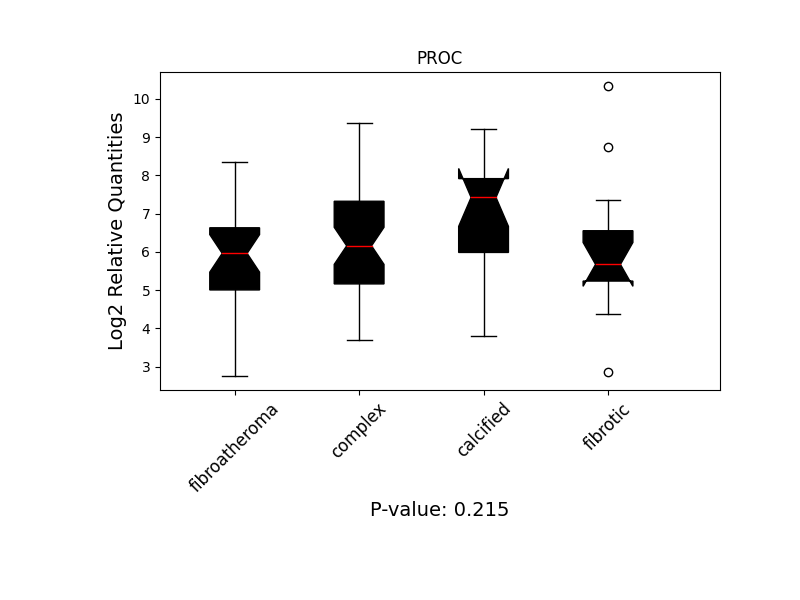 PROC
Log2 Relative Quantities
10
9
8
7
6
5
4
3
fibroatheroma
complex
calcified
fibrotic
P-value: 0.215